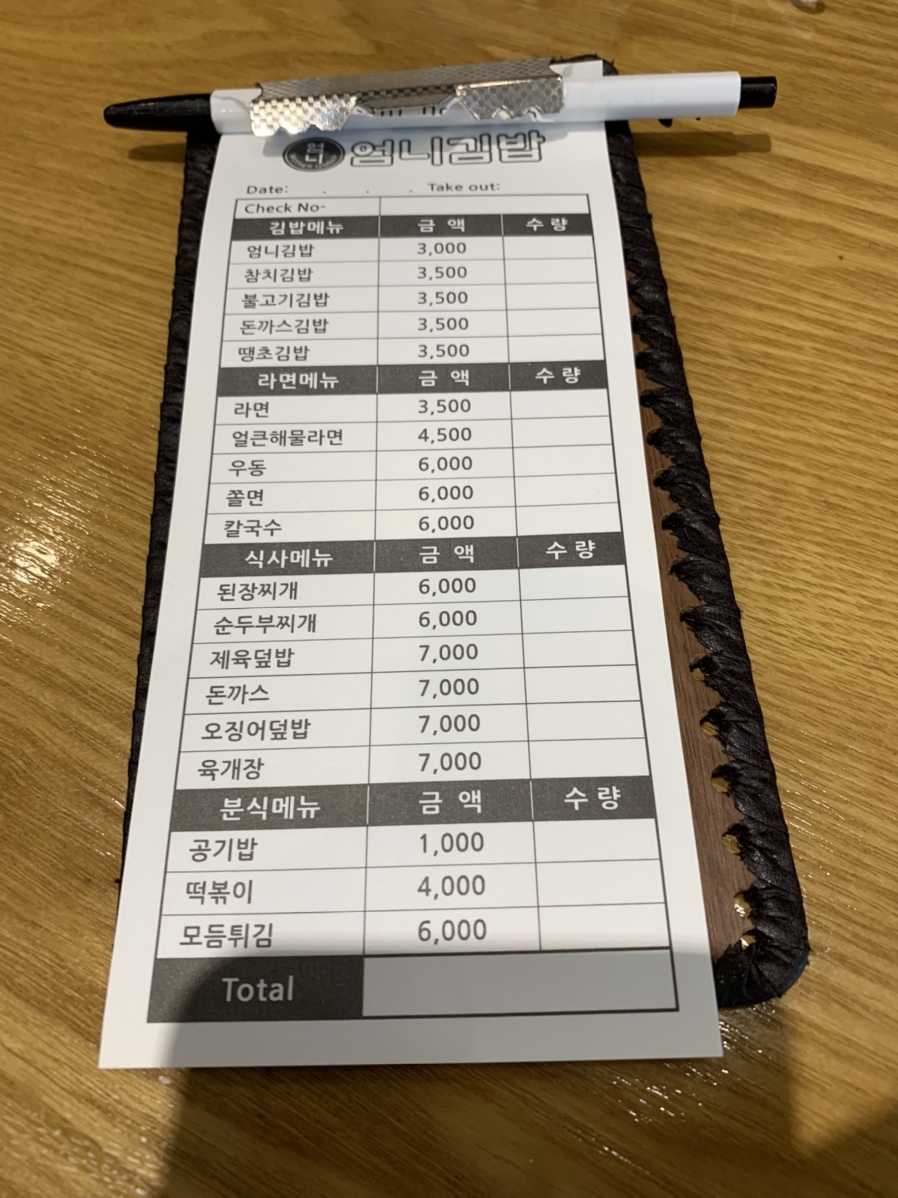 엄니김밥
Date: . . . Take out:
Check No-
김밥메뉴 금 액 수 량
엄니김밥 3,000
참치김밥 3,500
불고기김밥 3,500
돈까스김밥 3,500
땡초김밥 3,500
라면메뉴 금 액 수 량
라면 3,500
얼큰해물라면 4,500
우동 6,000
쫄면 6,000
칼국수 6,000
식사메뉴 금 액 수 량
된장찌개 6,000
순두부찌개 6,000
제육덮밥 7,000
돈까스 7,000
오징어덮밥 7,000
육개장 7,000
분식메뉴 금 액 수 량
공기밥 1,000
떡볶이 4,000
모듬튀김 6,000
Total